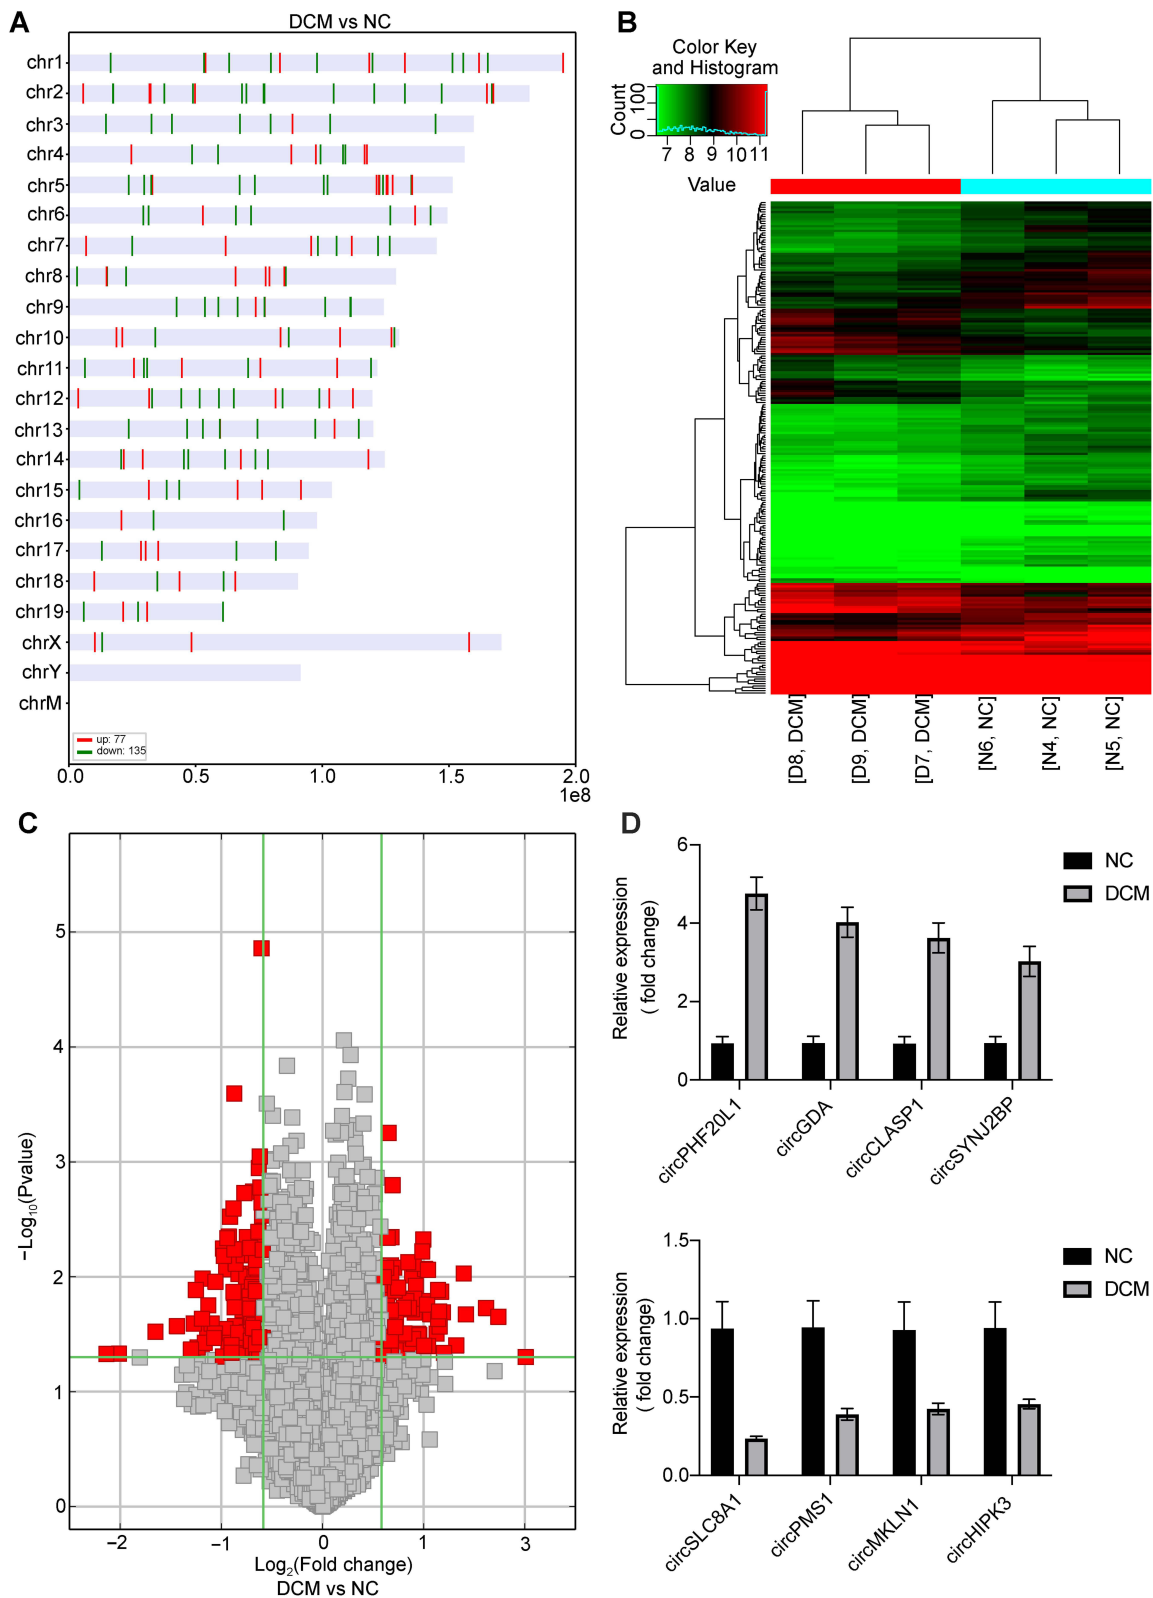 A
DCM vs NC
chr1
chr2
chr3
chr4
chr5
chr6
chr7
chr8
chr9
chr10
chr11
chr12
chr13
chr14
chr15
chr16
chr17
chr18
chr19
chrX
chrY
chrM
up: 77
down: 135
0.0 0.5 1.0 1.5 2.0
1e8
B
Color Key
and Histogram
Count
0 100
7 8 9 10 11
Value
[D8, DCM]
[D9, DCM]
[D7, DCM]
[N6, NC]
[N4, NC]
[N5, NC]
C
−Log10(Pvalue)
5
4
3
2
1
0
−2 −1 0 1 3
Log2(Fold change)
DCM vs NC
D
Relative expression
( fold change)
6
4
2
0
NC
DCM
circPHF20L1
circGDA
circCLASP1
circSYNJ2BP
Relative expression
( fold change)
1.5
1.0
0.5
0.0
NC
DCM
circSLC8A1
circPMS1
circMKLN1
circHIPK3